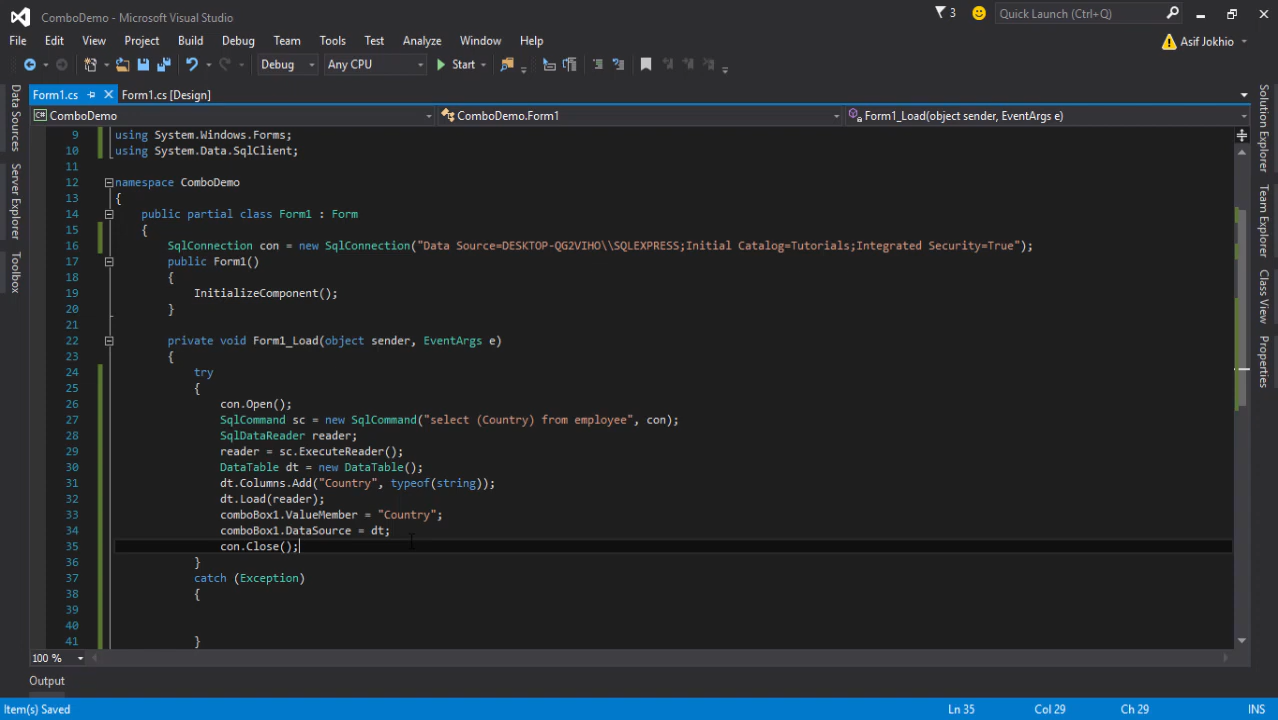 ComboDemo - Microsoft Visual Studio
3
Quick Launch (Ctrl+Q)
File Edit View Project Build Debug Team Tools Test Analyze Window Help
Asif Jokhio
Debug Any CPU Start
Form1.cs Form1.cs [Design]
ComboDemo ComboDemo.Form1 Form1_Load(object sender, EventArgs e)
Data Sources
Server Explorer
Toolbox
9 using System.Windows.Forms;
10 using System.Data.SqlClient;
11
12 namespace ComboDemo
13 {
14 public partial class Form1 : Form
15 {
16 SqlConnection con = new SqlConnection("Data Source=DESKTOP-QG2VIHO\\SQLEXPRESS;Initial Catalog=Tutorials;Integrated Security=True");
17 public Form1()
18 {
19 InitializeComponent();
20 }
21
22 private void Form1_Load(object sender, EventArgs e)
23 {
24 try
25 {
26 con.Open();
27 SqlCommand sc = new SqlCommand("select (Country) from employee", con);
28 SqlDataReader reader;
29 reader = sc.ExecuteReader();
30 DataTable dt = new DataTable();
31 dt.Columns.Add("Country", typeof(string));
32 dt.Load(reader);
33 comboBox1.ValueMember = "Country";
34 comboBox1.DataSource = dt;
35 con.Close();
36 }
37 catch (Exception)
38 {
39
40
41 }
Solution Explorer
Team Explorer
Class View
Properties
100 %
Output
Item(s) Saved Ln 35 Col 29 Ch 29 INS